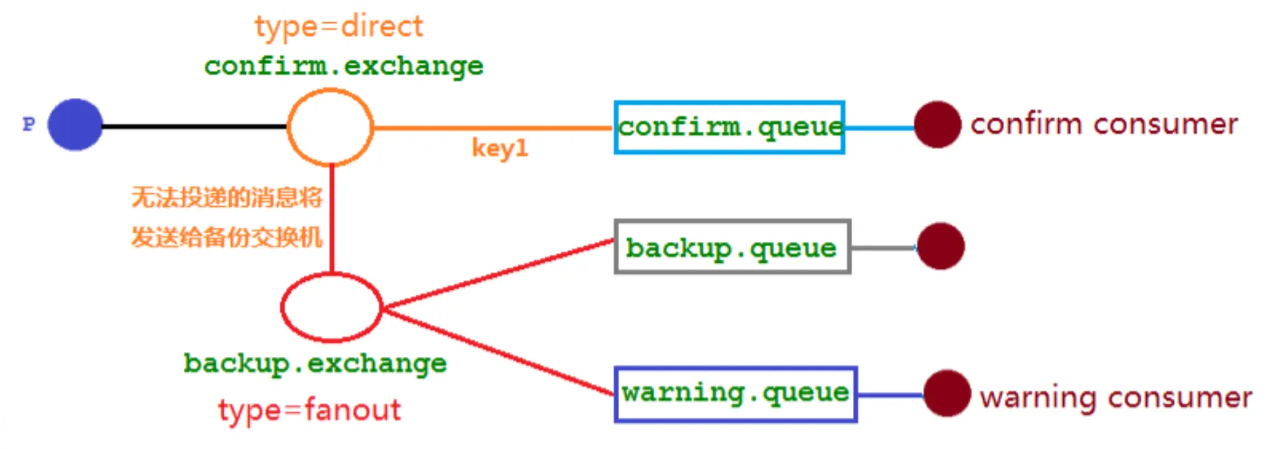 type=direct
confirm.exchange
P
key1
confirm.queue
confirm consumer
无法投递的消息将
发送给备份交换机
backup.queue
backup.exchange
type=fanout
warning.queue
warning consumer